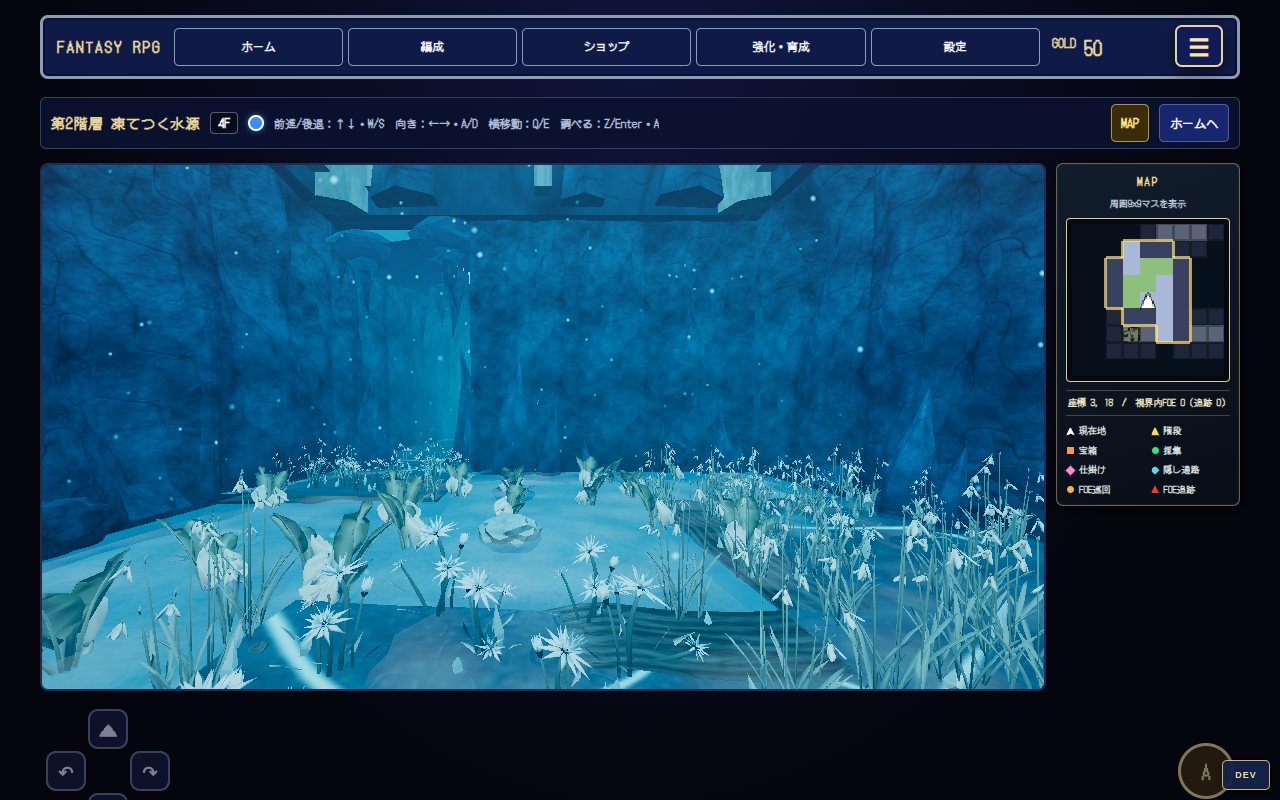 FANTASY RPG ホーム 編成 ショップ 強化・育成 設定 GOLD 50
第2階層 凍てつく水源 4F 前進/後退：↑↓・W/S 向き：←→・A/D 横移動：Q/E 調べる：Z/Enter・A MAP ホームへ
MAP
周囲9x9マスを表示
座標 3, 18 / 視界内FOE 0（追跡 0）
現在地 階段
宝箱 採集
仕掛け 隠し通路
FOE巡回 FOE追跡
A
DEV